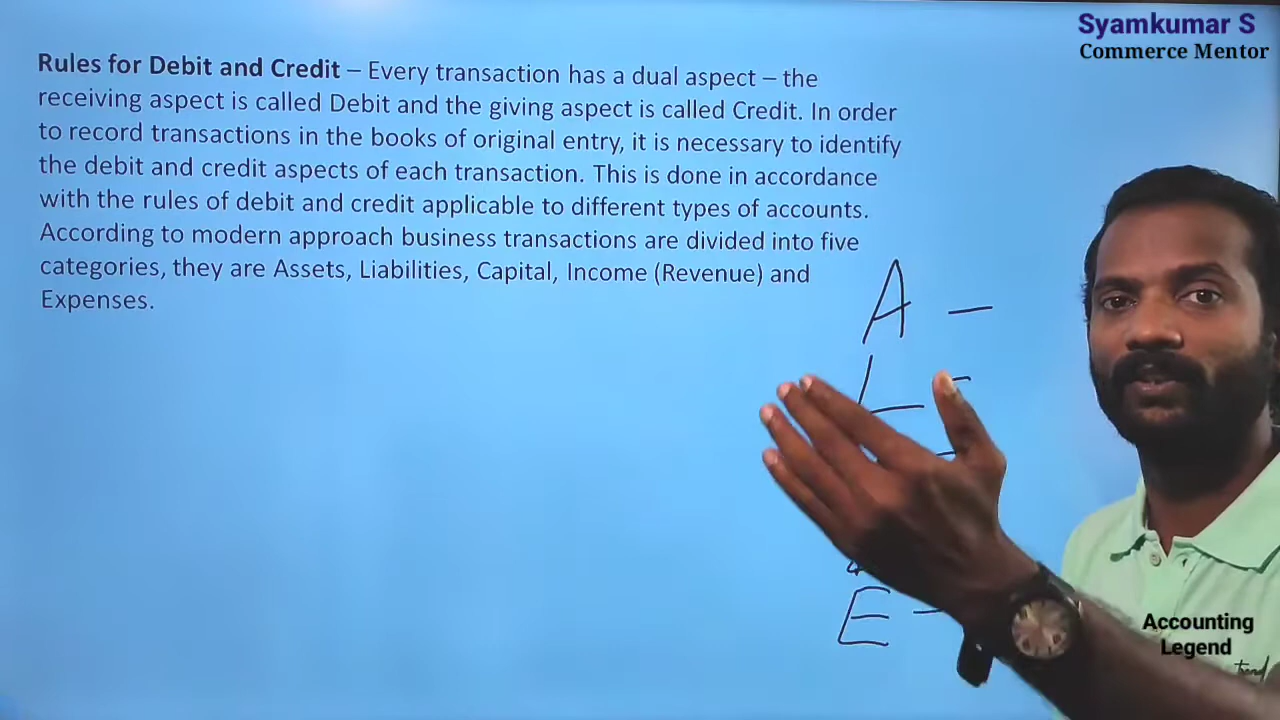 Syamkumar S
Commerce Mentor
Rules for Debit and Credit – Every transaction has a dual aspect – the
receiving aspect is called Debit and the giving aspect is called Credit. In order
to record transactions in the books of original entry, it is necessary to identify
the debit and credit aspects of each transaction. This is done in accordance
with the rules of debit and credit applicable to different types of accounts.
According to modern approach business transactions are divided into five
categories, they are Assets, Liabilities, Capital, Income (Revenue) and
Expenses.
A –
L –
E –
Accounting
Legend
trend